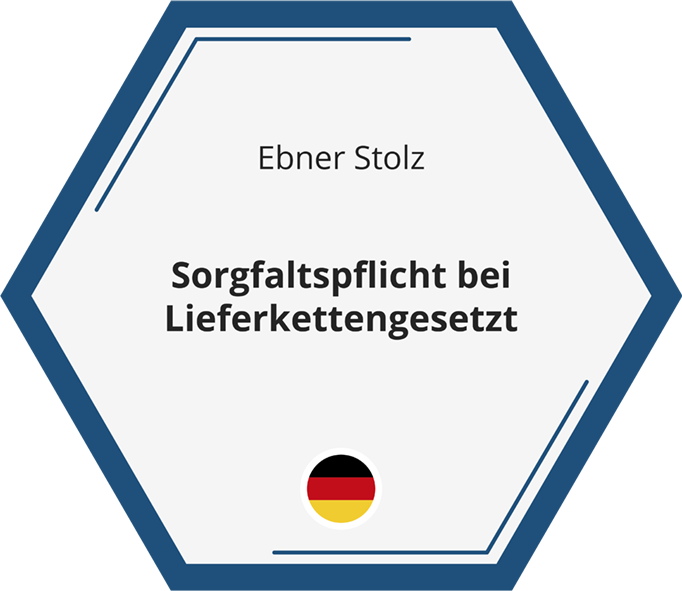 Ebner Stolz
Sorgfaltspflicht bei
Lieferkettengesetzt